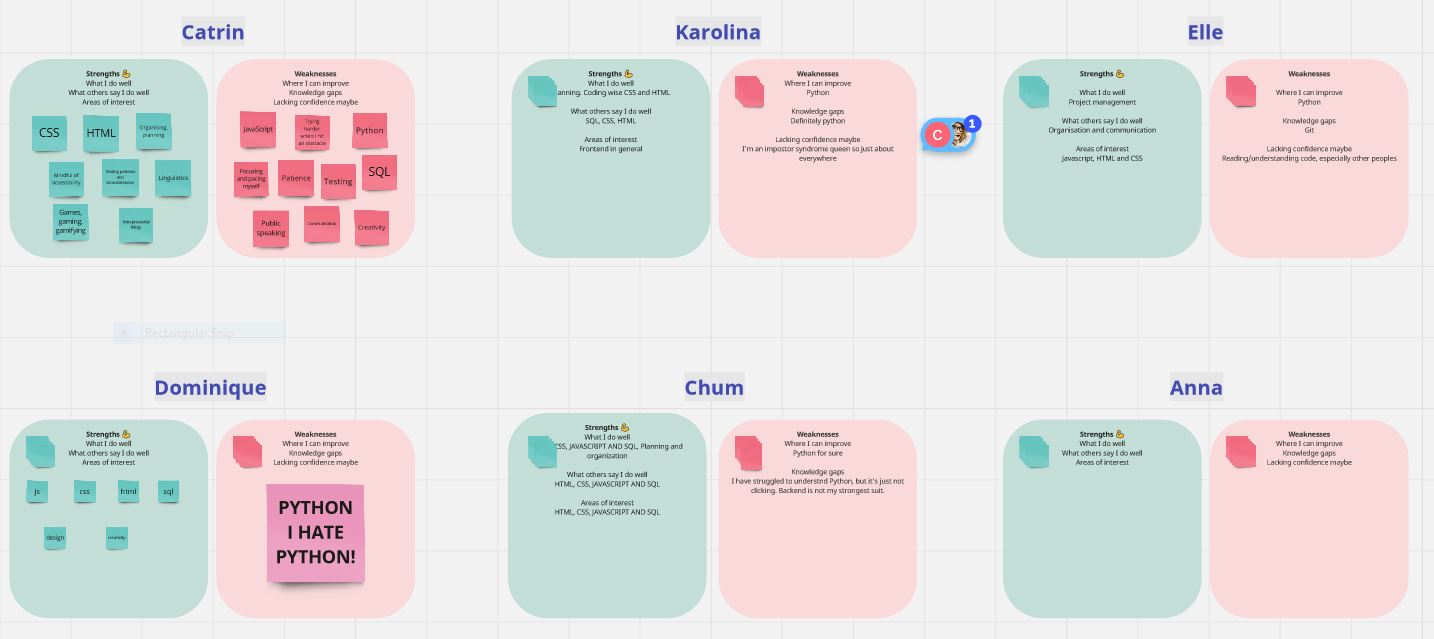 Catrin
Strengths 💪
What I do well
What others say I do well
Areas of interest
CSS
HTML
Organising, planning
Mindful of accessibility
Finding patterns and inconsistencies
Linguistics
Games, gaming, gamifying
things
Weaknesses
Where I can improve
Knowledge gaps
Lacking confidence maybe
JavaScript
Trying harder when I hit an obstacle
Python
Focusing and pacing myself
Patience
Testing
SQL
Public speaking
Communication
Creativity
Karolina
Strengths 💪
What I do well
anning. Coding wise CSS and HTML
What others say I do well
SQL, CSS, HTML
Areas of interest
Frontend in general
Weaknesses
Where I can improve
Python
Knowledge gaps
Definitely python
Lacking confidence maybe
I'm an impostor syndrome queen so just about
everywhere
C
1
Elle
Strengths 💪
What I do well
Project management
What others say I do well
Organisation and communication
Areas of interest
Javascript, HTML and CSS
Weaknesses
Where I can improve
Python
Knowledge gaps
Git
Lacking confidence maybe
Reading/understanding code, especially other peoples
Rectangular Snip
Dominique
Strengths 💪
What I do well
What others say I do well
Areas of interest
js
css
html
sql
design
creativity
Weaknesses
Where I can improve
Knowledge gaps
Lacking confidence maybe
PYTHON
I HATE
PYTHON!
Chum
Strengths 💪
What I do well
CSS, JAVASCRIPT AND SQL, Planning and
organization
What others say I do well
HTML, CSS, JAVASCRIPT AND SQL
Areas of interest
HTML, CSS, JAVASCRIPT AND SQL
Weaknesses
Where I can improve
Python for sure
Knowledge gaps
I have struggled to understnd Python, but it's just not
clicking. Backend is not my strongest suit.
Anna
Strengths 💪
What I do well
What others say I do well
Areas of interest
Weaknesses
Where I can improve
Knowledge gaps
Lacking confidence maybe